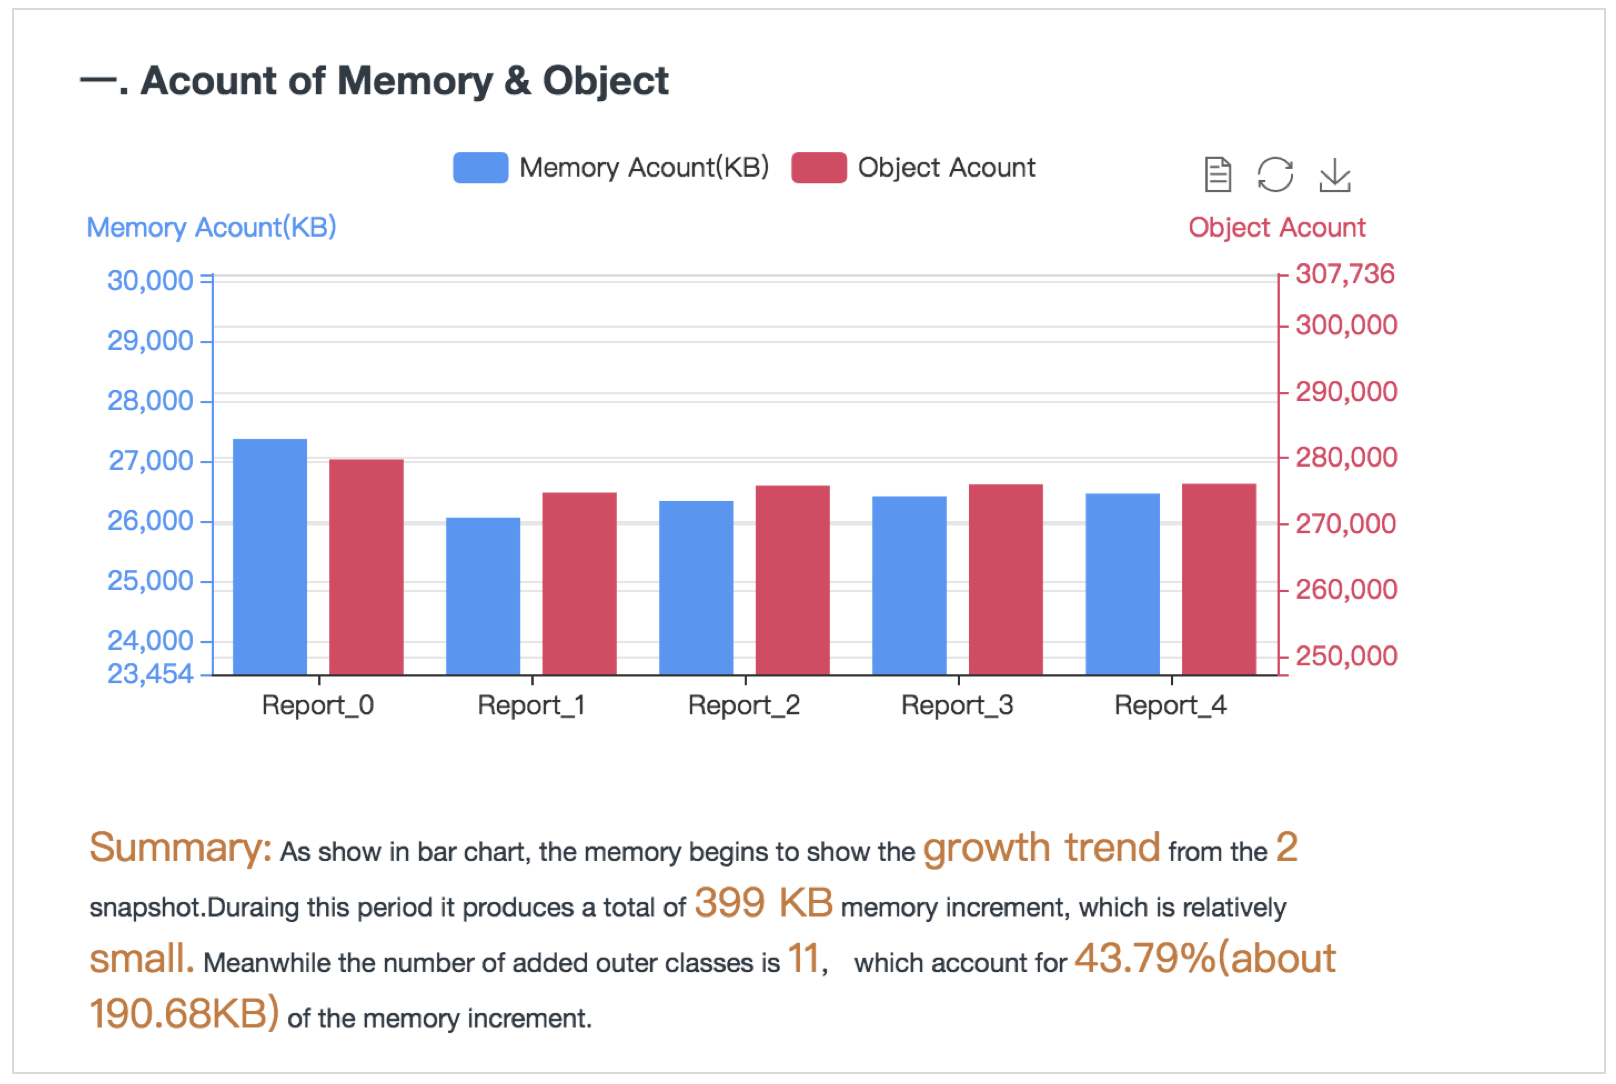 一. Acount of Memory & Object
Memory Acount(KB) Object Acount
Memory Acount(KB)
Object Acount
30,000
29,000
28,000
27,000
26,000
25,000
24,000
23,454
307,736
300,000
290,000
280,000
270,000
260,000
250,000
Report_0 Report_1 Report_2 Report_3 Report_4
Summary: As show in bar chart, the memory begins to show the growth trend from the 2
snapshot.Duraing this period it produces a total of 399 KB memory increment, which is relatively
small. Meanwhile the number of added outer classes is 11, which account for 43.79%(about
190.68KB) of the memory increment.